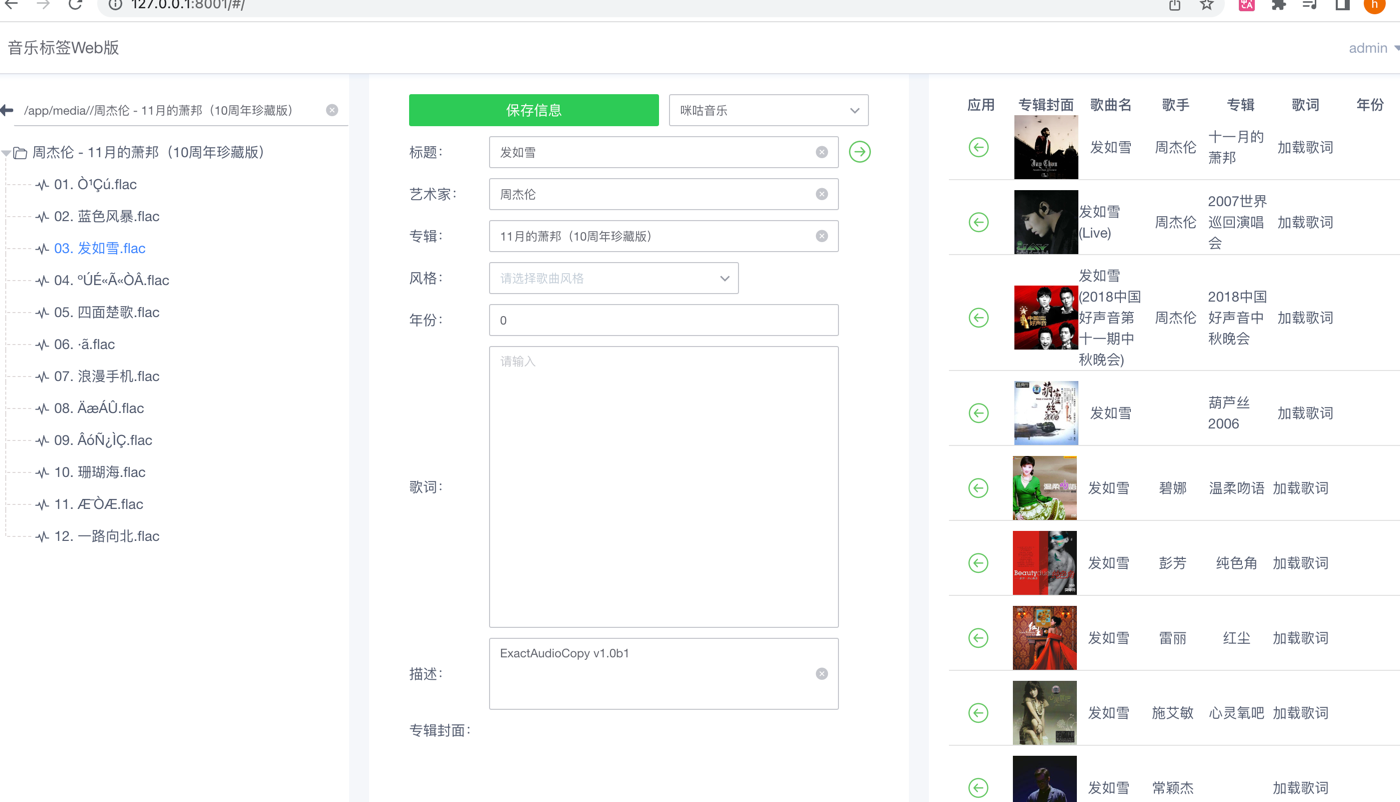 127.0.0.1:8001/#/
h
音乐标签Web版
admin
/app/media//周杰伦 - 11月的萧邦（10周年珍藏版）
周杰伦 - 11月的萧邦（10周年珍藏版）
01. Ò¹Çú.flac
02. 蓝色风暴.flac
03. 发如雪.flac
04. ºÚÉ«Ã«ÒÂ.flac
05. 四面楚歌.flac
06. ·ã.flac
07. 浪漫手机.flac
08. ÄæÁÛ.flac
09. ÂóÑ¿ÌÇ.flac
10. 珊瑚海.flac
11. Æ¯ÒÆ.flac
12. 一路向北.flac
保存信息
咪咕音乐
标题：
发如雪
艺术家：
周杰伦
专辑：
11月的萧邦（10周年珍藏版）
风格：
请选择歌曲风格
年份：
0
歌词：
请输入
描述：
ExactAudioCopy v1.0b1
专辑封面：
应用 专辑封面 歌曲名 歌手 专辑 歌词 年份
Jay Chou
发如雪 周杰伦 十一月的
萧邦
加载歌词
发如雪
(Live)
周杰伦
2007世界
巡回演唱
会
加载歌词
发如雪
(2018中国
好声音第
十一期中
秋晚会)
周杰伦
2018中国
好声音中
秋晚会
加载歌词
葫芦丝
2006
发如雪
葫芦丝
2006
加载歌词
发如雪 碧娜 温柔吻语 加载歌词
Beauty
发如雪 彭芳 纯色角 加载歌词
红尘
发如雪 雷丽 红尘 加载歌词
发如雪 施艾敏 心灵氧吧 加载歌词
发如雪 常颖杰 加载歌词